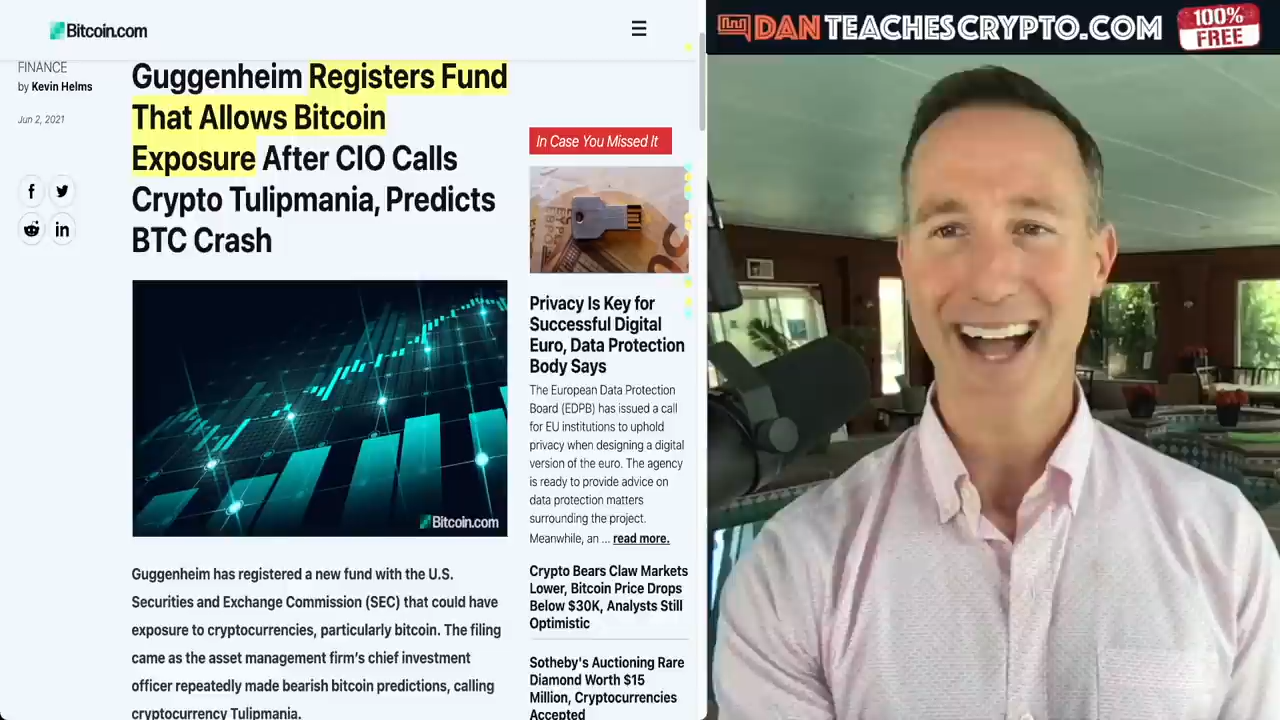 Bitcoin.com
FINANCE
by Kevin Helms
Jun 2, 2021
Guggenheim Registers Fund
That Allows Bitcoin
Exposure After CIO Calls
Crypto Tulipmania, Predicts
BTC Crash
Bitcoin.com
Guggenheim has registered a new fund with the U.S.
Securities and Exchange Commission (SEC) that could have
exposure to cryptocurrencies, particularly bitcoin. The filing
came as the asset management firm's chief investment
officer repeatedly made bearish bitcoin predictions, calling
cryptocurrency Tulipmania.
In Case You Missed It
Privacy Is Key for
Successful Digital
Euro, Data Protection
Body Says
The European Data Protection
Board (EDPB) has issued a call
for EU institutions to uphold
privacy when designing a digital
version of the euro. The agency
is ready to provide advice on
data protection matters
surrounding the project.
Meanwhile, an ... read more.
Crypto Bears Claw Markets
Lower, Bitcoin Price Drops
Below $30K, Analysts Still
Optimistic
Sotheby's Auctioning Rare
Diamond Worth $15
Million, Cryptocurrencies
Accepted
DAN TEACHESCRYPTO.COM
100%
FREE